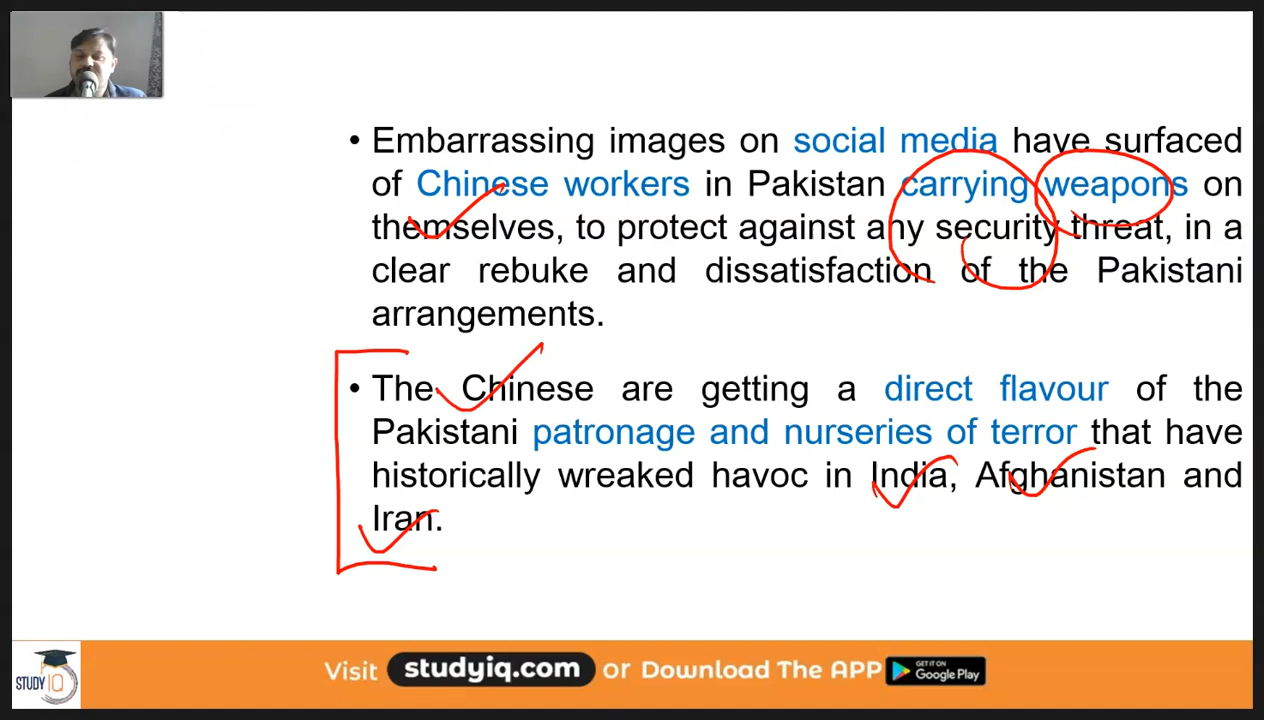 • Embarrassing images on social media have surfaced
of Chinese workers in Pakistan carrying weapons on
themselves, to protect against any security threat, in a
clear rebuke and dissatisfaction of the Pakistani
arrangements.
• The Chinese are getting a direct flavour of the
Pakistani patronage and nurseries of terror that have
historically wreaked havoc in India, Afghanistan and
Iran.
STUDY IQ
Visit studyiq.com or Download The APP
GET IT ON
Google Play